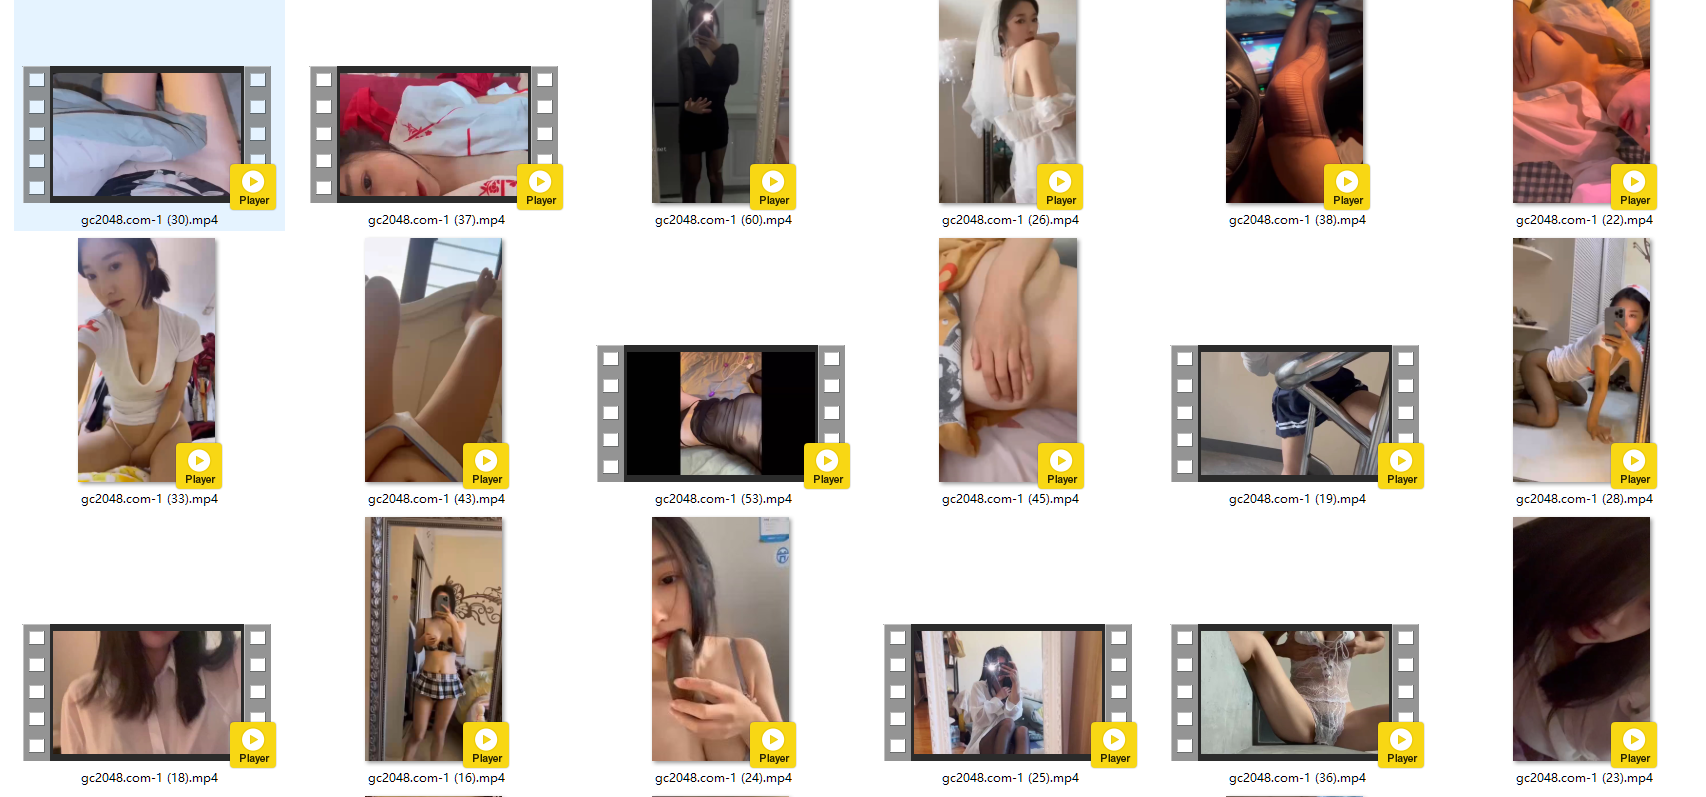 Player
Player
Player
Player
Player
Player
gc2048.com-1 (30).mp4
gc2048.com-1 (37).mp4
gc2048.com-1 (60).mp4
gc2048.com-1 (26).mp4
gc2048.com-1 (38).mp4
gc2048.com-1 (22).mp4
Player
Player
Player
Player
Player
Player
gc2048.com-1 (33).mp4
gc2048.com-1 (43).mp4
gc2048.com-1 (53).mp4
gc2048.com-1 (45).mp4
gc2048.com-1 (19).mp4
gc2048.com-1 (28).mp4
Player
Player
Player
Player
Player
Player
gc2048.com-1 (18).mp4
gc2048.com-1 (16).mp4
gc2048.com-1 (24).mp4
gc2048.com-1 (25).mp4
gc2048.com-1 (36).mp4
gc2048.com-1 (23).mp4